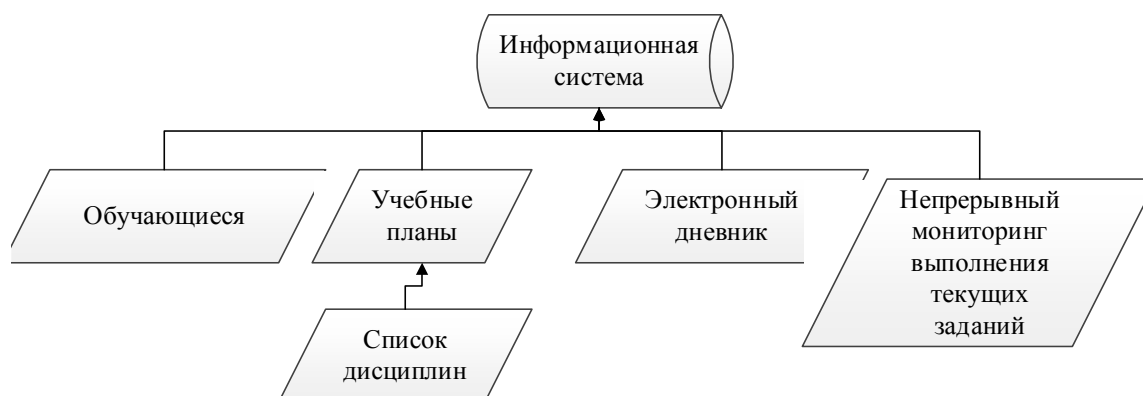 Информационная
система
Обучающиеся
Учебные
планы
Электронный
дневник
Непрерывный
мониторинг
выполнения
текущих
заданий
Список
дисциплин